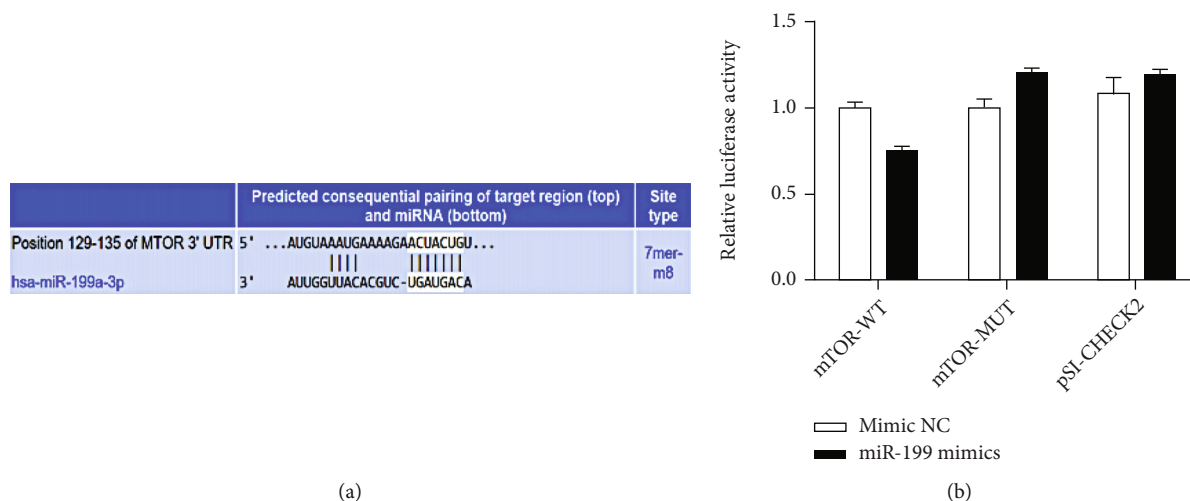 Predicted consequential pairing of target region (top)
and miRNA (bottom)
Site
type
Position 129-135 of MTOR 3' UTR 5' ...AUGUAAAUGAAAAGAACUACUGU...
hsa-miR-199a-3p 3' AUUGGUUACACGUC-UGAUGACA
7mer-
m8
(a)
Relative luciferase activity
1.5
1.0
0.5
0.0
mTOR-WT
mTOR-MUT
pSI-CHECK2
Mimic NC
miR-199 mimics
(b)